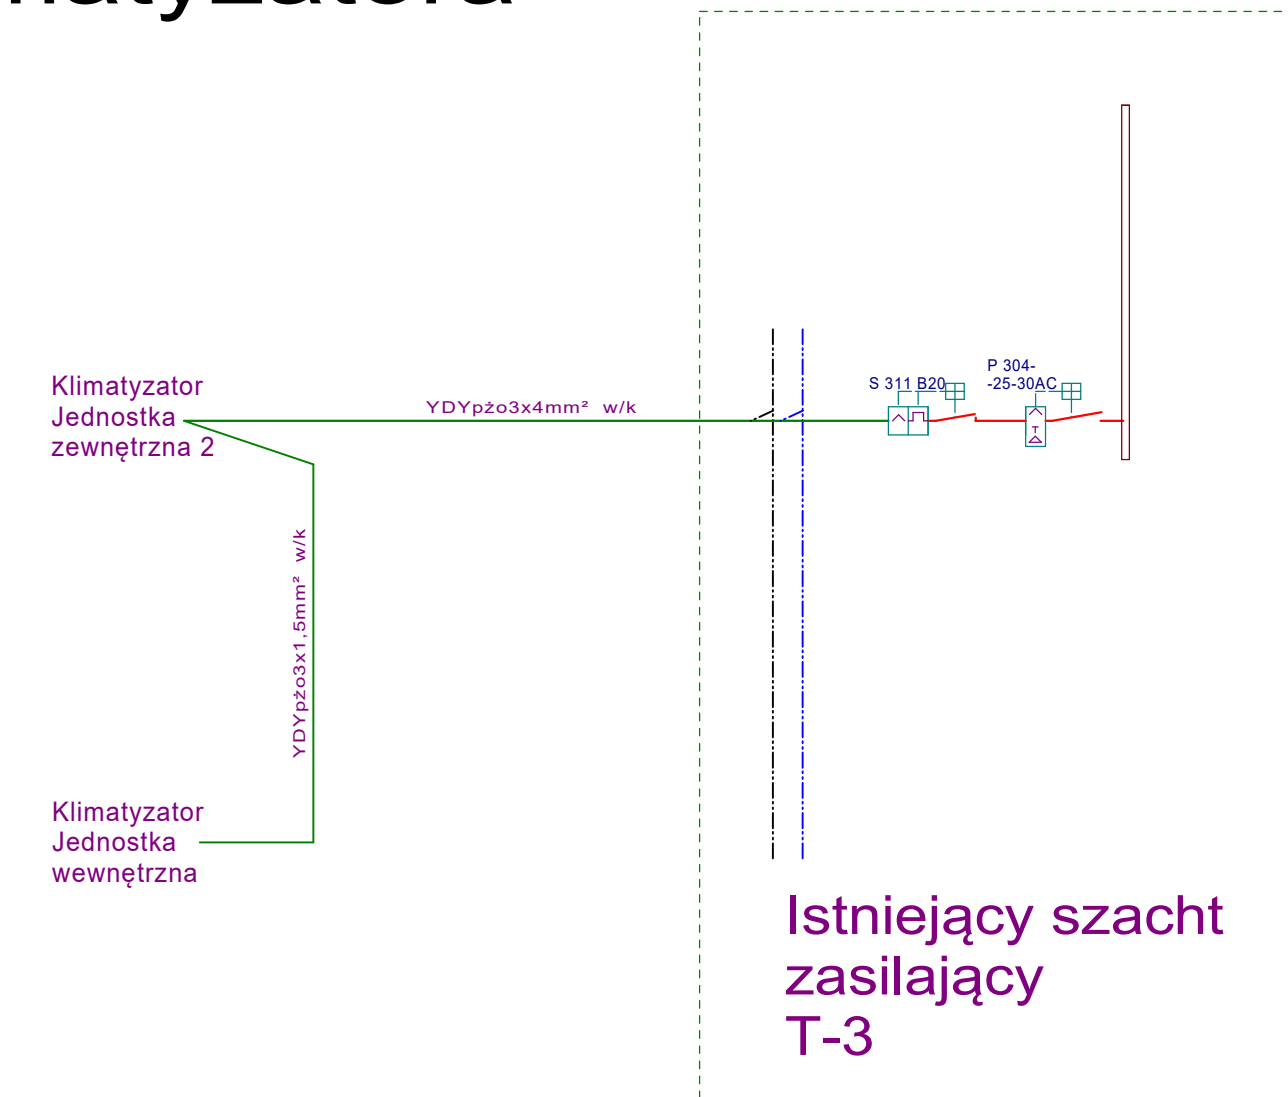 matyzatora
P 304-
-25-30AC
S 311 B20
Klimatyzator
Jednostka
zewnętrzna 2
YDYpżo3x4mm² w/k
YDYpżo3x1,5mm² w/k
Klimatyzator
Jednostka
wewnętrzna
Istniejący szacht
zasilający
T-3